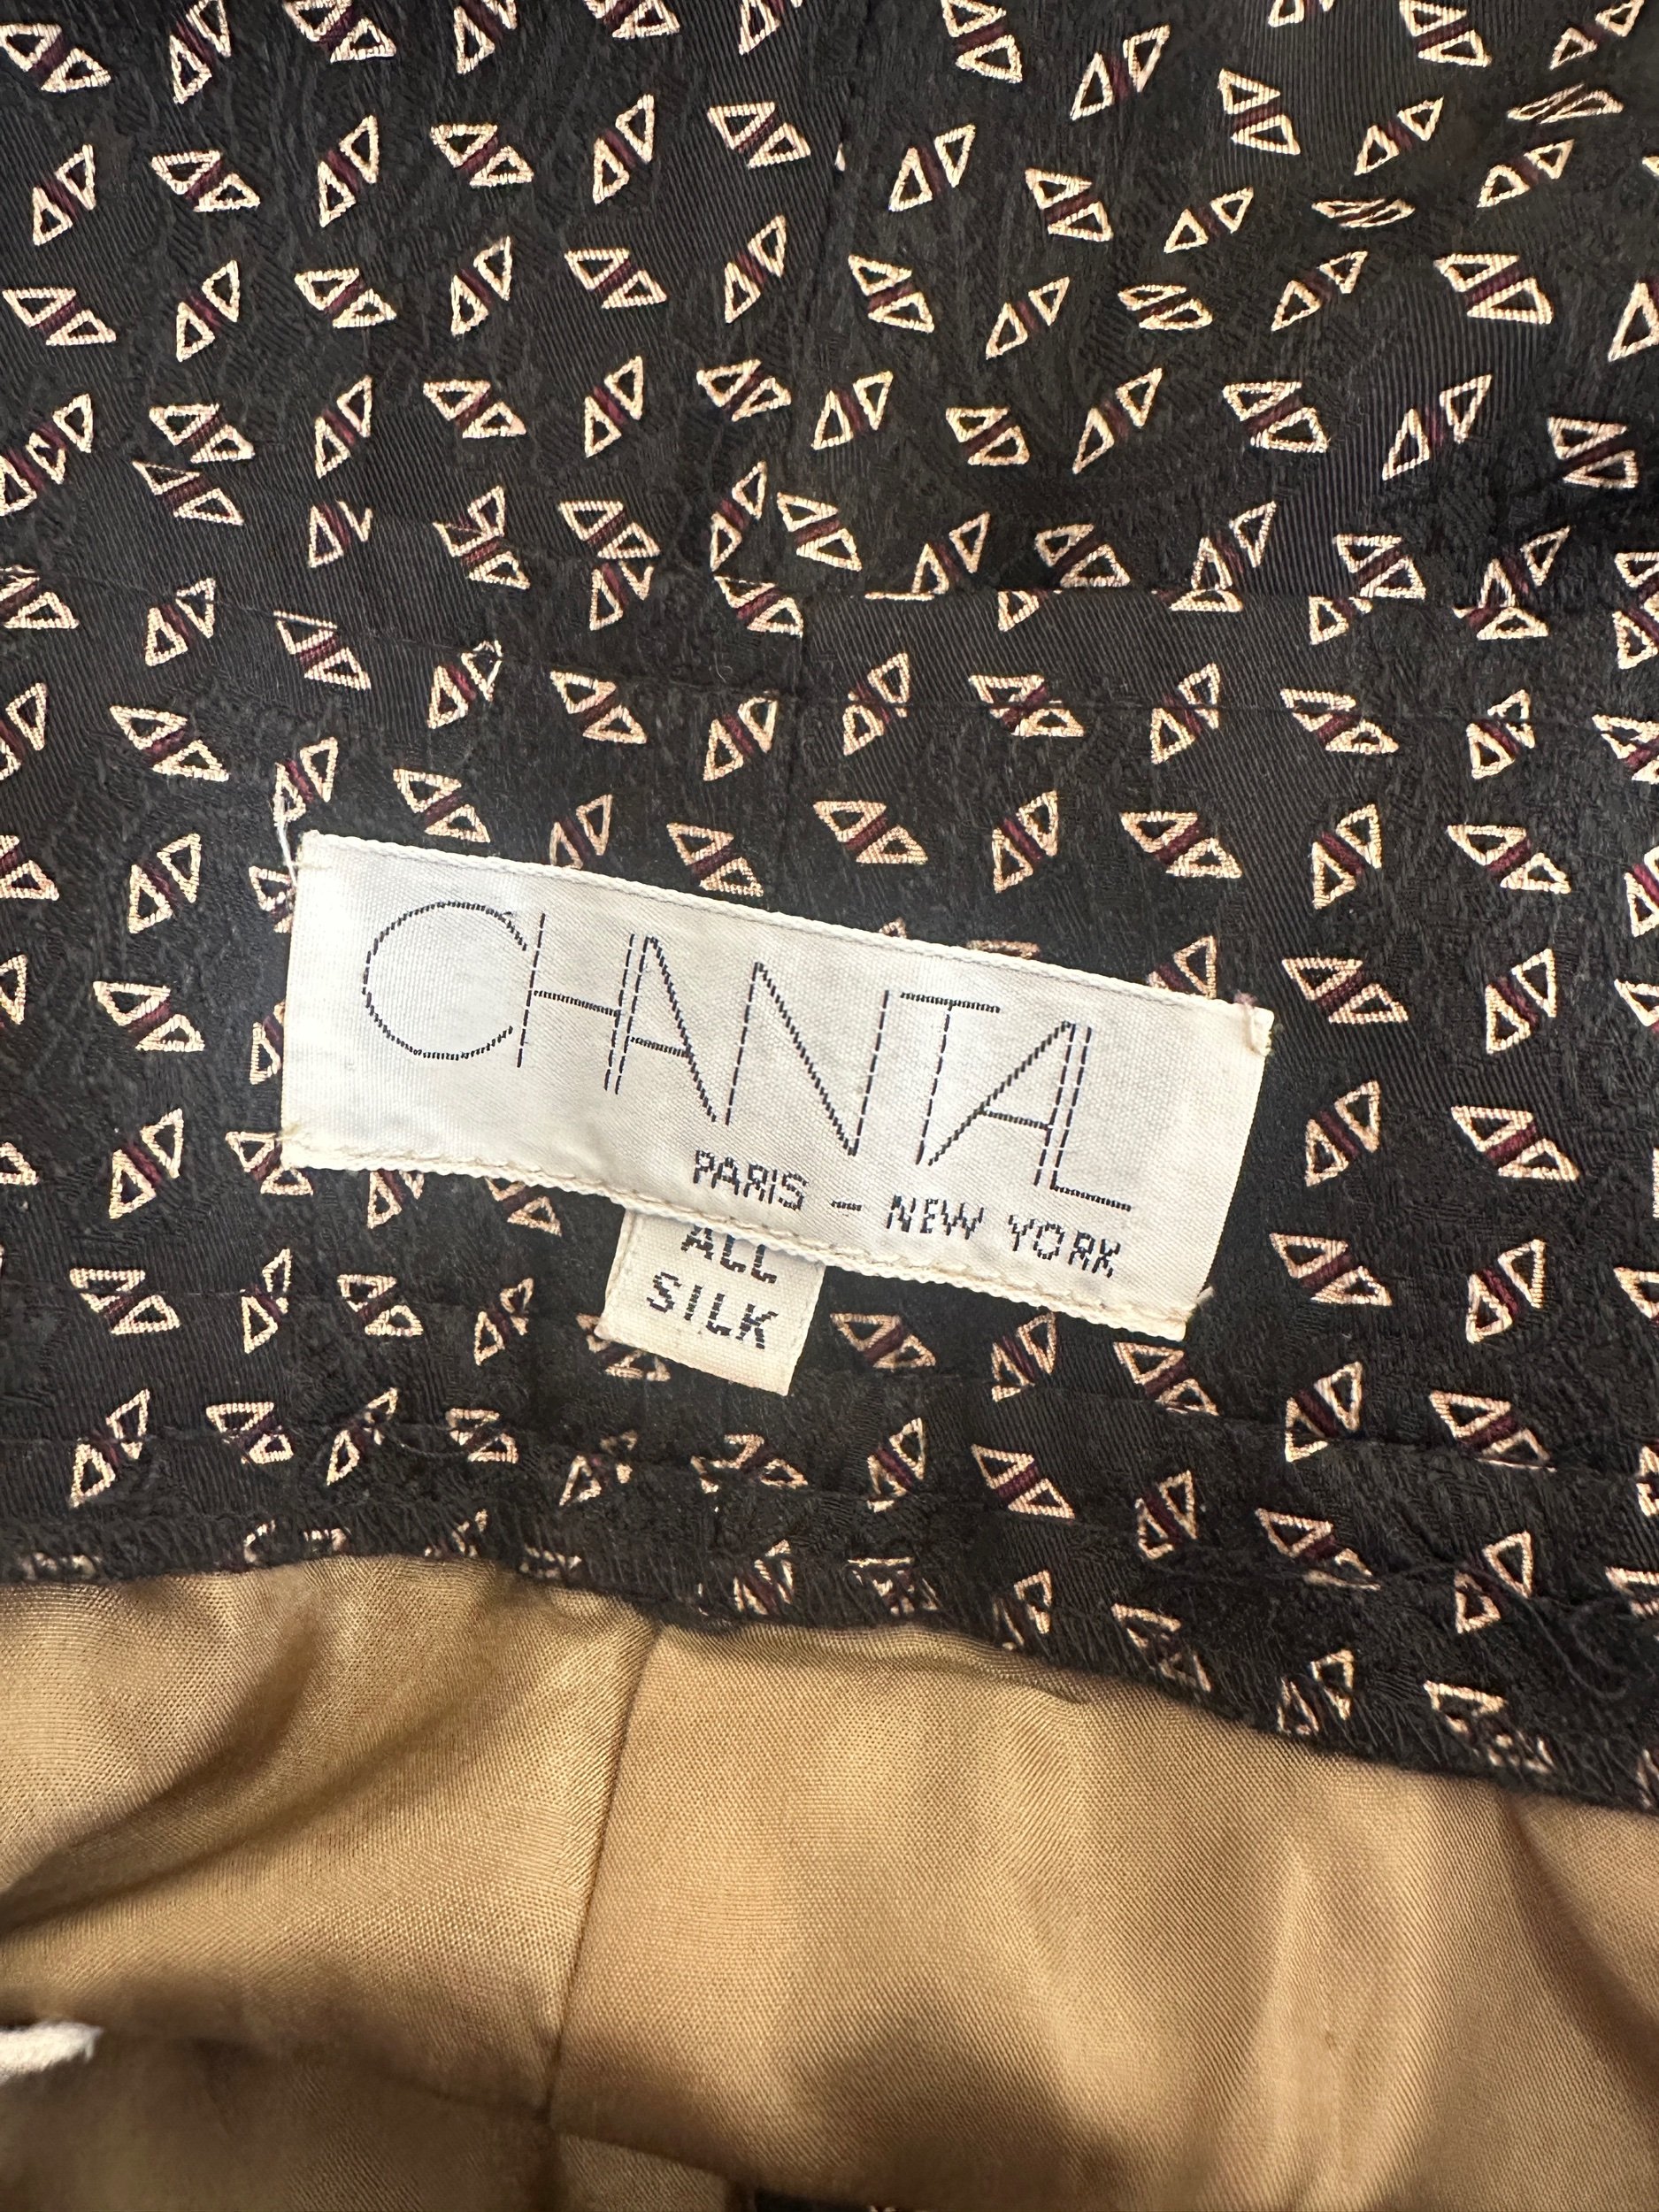 CHANTAL
PARIS - NEW YORK
ALL
SILK